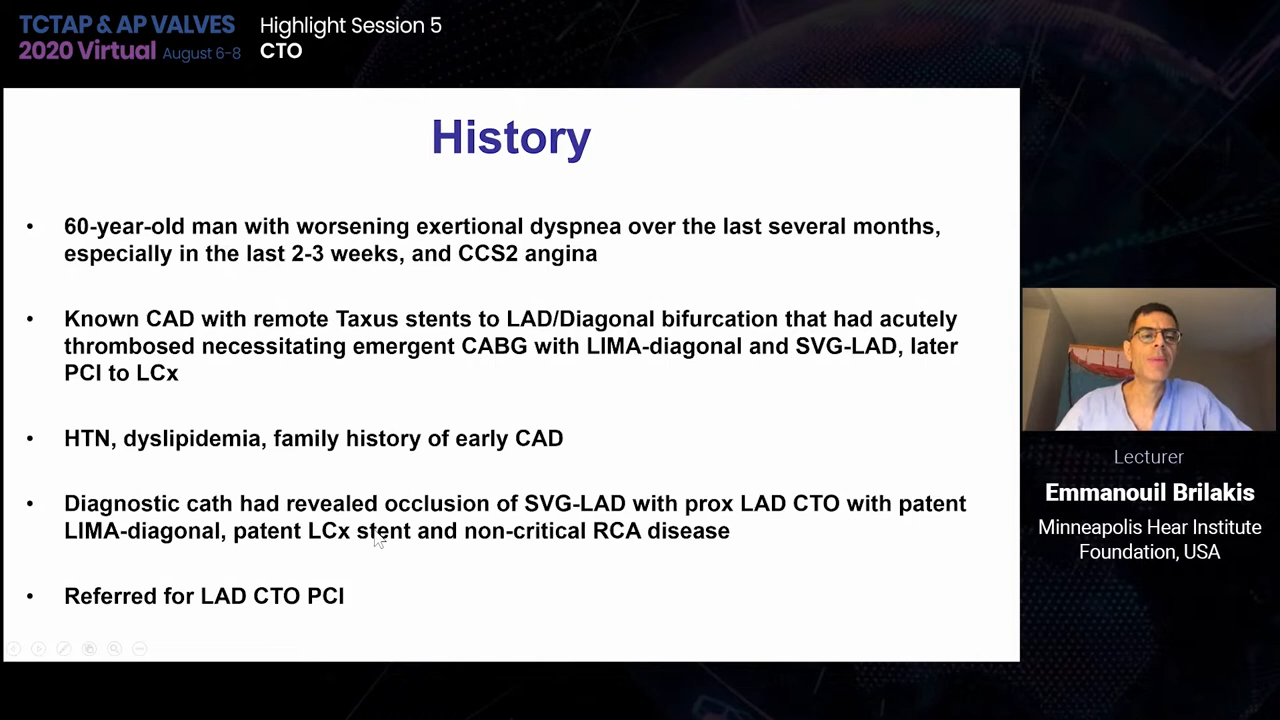 TCTAP & AP VALVES
2020 Virtual August 6-8
Highlight Session 5
CTO
History
• 60-year-old man with worsening exertional dyspnea over the last several months,
especially in the last 2-3 weeks, and CCS2 angina
• Known CAD with remote Taxus stents to LAD/Diagonal bifurcation that had acutely
thrombosed necessitating emergent CABG with LIMA-diagonal and SVG-LAD, later
PCI to LCx
• HTN, dyslipidemia, family history of early CAD
• Diagnostic cath had revealed occlusion of SVG-LAD with prox LAD CTO with patent
LIMA-diagonal, patent LCx stent and non-critical RCA disease
• Referred for LAD CTO PCI
Lecturer
Emmanouil Brilakis
Minneapolis Hear Institute
Foundation, USA